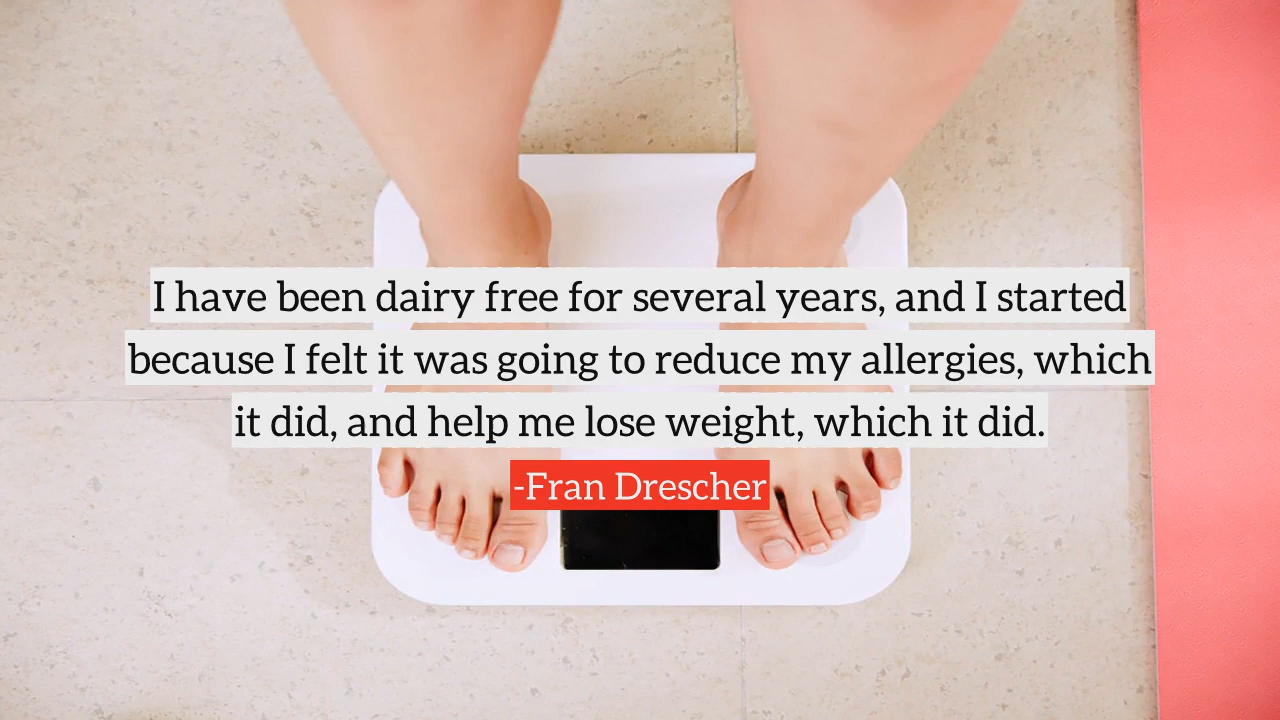 I have been dairy free for several years, and I started
because I felt it was going to reduce my allergies, which
it did, and help me lose weight, which it did.
-Fran Drescher